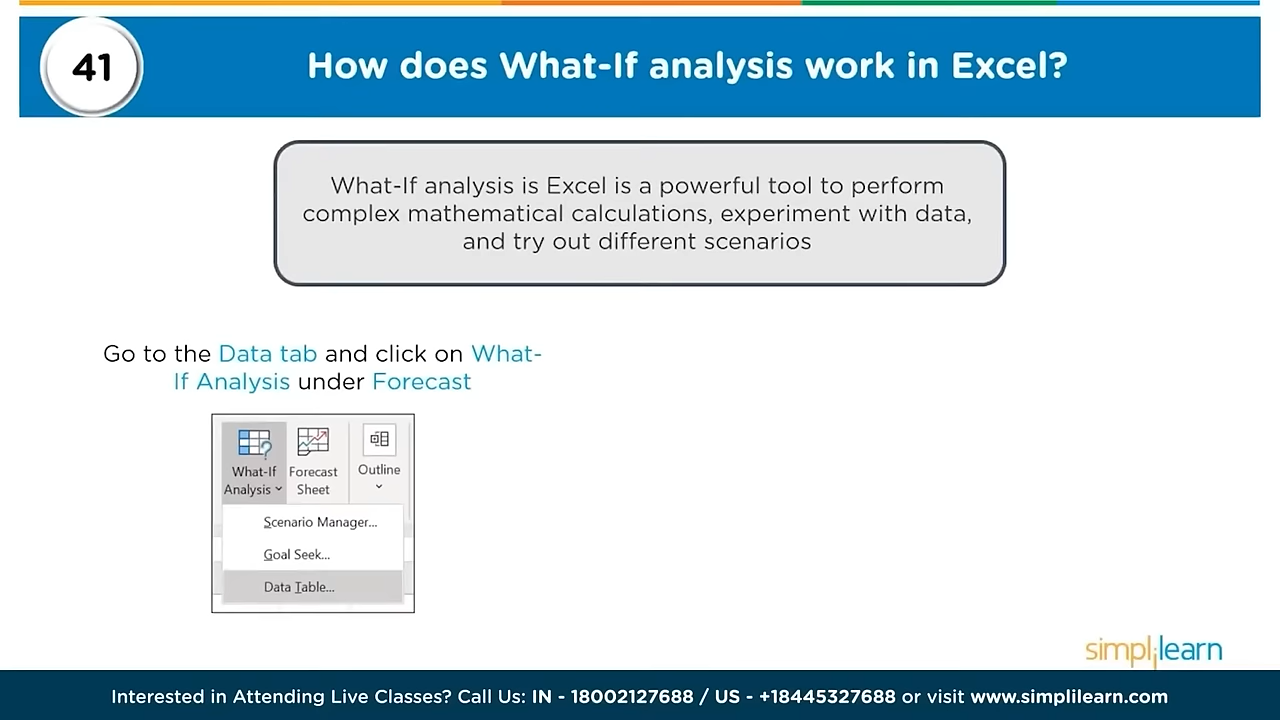 41
How does What-If analysis work in Excel?
What-If analysis is Excel is a powerful tool to perform
complex mathematical calculations, experiment with data,
and try out different scenarios
Go to the Data tab and click on What-
If Analysis under Forecast
What-If
Analysis
Forecast
Sheet
Outline
Scenario Manager...
Goal Seek...
Data Table...
simplilearn
Interested in Attending Live Classes? Call Us: IN - 18002127688 / US - +18445327688 or visit www.simplilearn.com